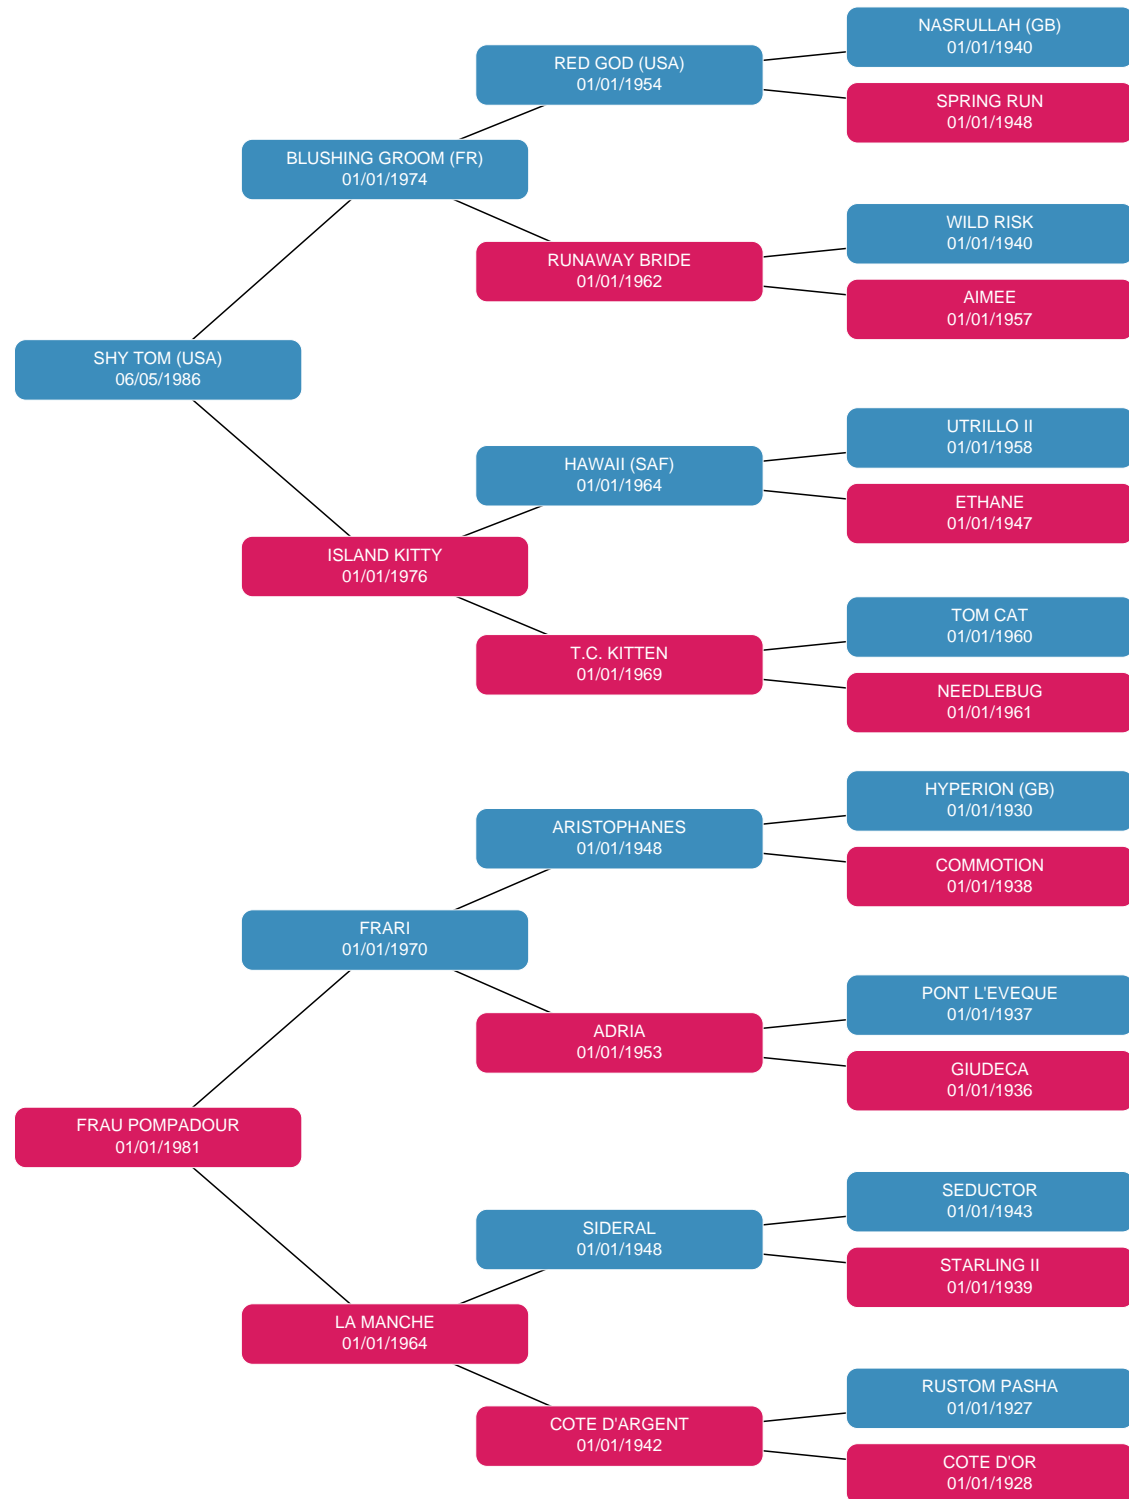 NASRULLAH (GB)
01/01/1940
RED GOD (USA)
01/01/1954
SPRING RUN
01/01/1948
BLUSHING GROOM (FR)
01/01/1974
WILD RISK
01/01/1940
RUNAWAY BRIDE
01/01/1962
AIMEE
01/01/1957
SHY TOM (USA)
06/05/1986
UTRILLO II
01/01/1958
HAWAII (SAF)
01/01/1964
ETHANE
01/01/1947
ISLAND KITTY
01/01/1976
TOM CAT
01/01/1960
T.C. KITTEN
01/01/1969
NEEDLEBUG
01/01/1961
HYPERION (GB)
01/01/1930
ARISTOPHANES
01/01/1948
COMMOTION
01/01/1938
FRARI
01/01/1970
PONT L'EVEQUE
01/01/1937
ADRIA
01/01/1953
GIUDECA
01/01/1936
FRAU POMPADOUR
01/01/1981
SEDUCTOR
01/01/1943
SIDERAL
01/01/1948
STARLING II
01/01/1939
LA MANCHE
01/01/1964
RUSTOM PASHA
01/01/1927
COTE D'ARGENT
01/01/1942
COTE D'OR
01/01/1928